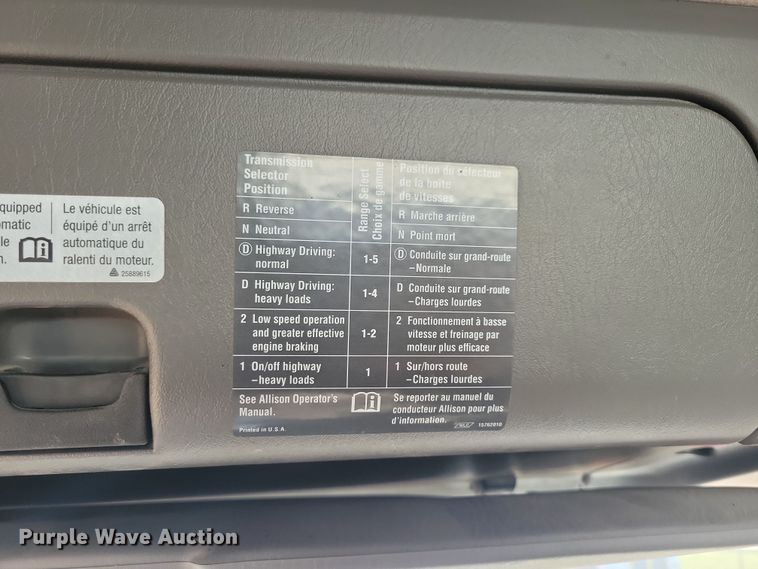 quipped
matic
le
n.
Le véhicule est
équipé d'un arrêt
automatique du
ralenti du moteur.
25889615
Transmission
Selector
Position
Range Select
Choix de gamme
Position du sélecteur
de la boîte
de vitesses
R Reverse
R Marche arrière
N Neutral
N Point mort
D Highway Driving:
normal
1-5
D Conduite sur grand-route
–Normale
D Highway Driving:
heavy loads
1-4
D Conduite sur grand-route
–Charges lourdes
2 Low speed operation
and greater effective
engine braking
1-2
2 Fonctionnement à basse
vitesse et freinage par
moteur plus efficace
1 On/off highway
–heavy loads
1
1 Sur/hors route
–Charges lourdes
See Allison Operator's
Manual.
Printed in U.S.A.
Se reporter au manuel du
conducteur Allison pour plus
d'information.
15762010
Purple Wave Auction